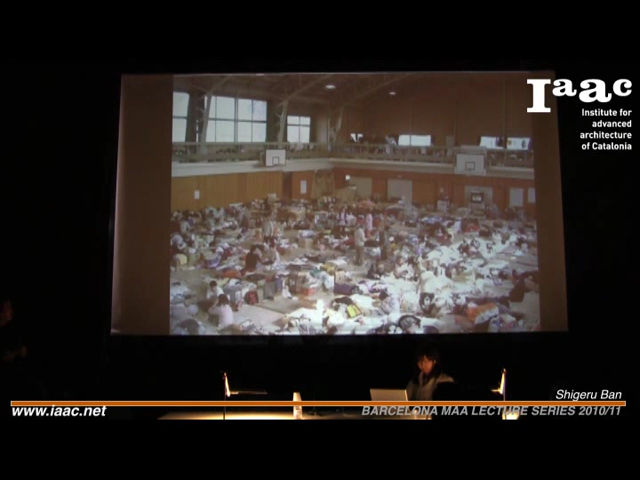 Iaac
Institute for
advanced
architecture
of Catalonia
Shigeru Ban
www.iaac.net
BARCELONA MAA LECTURE SERIES 2010/11